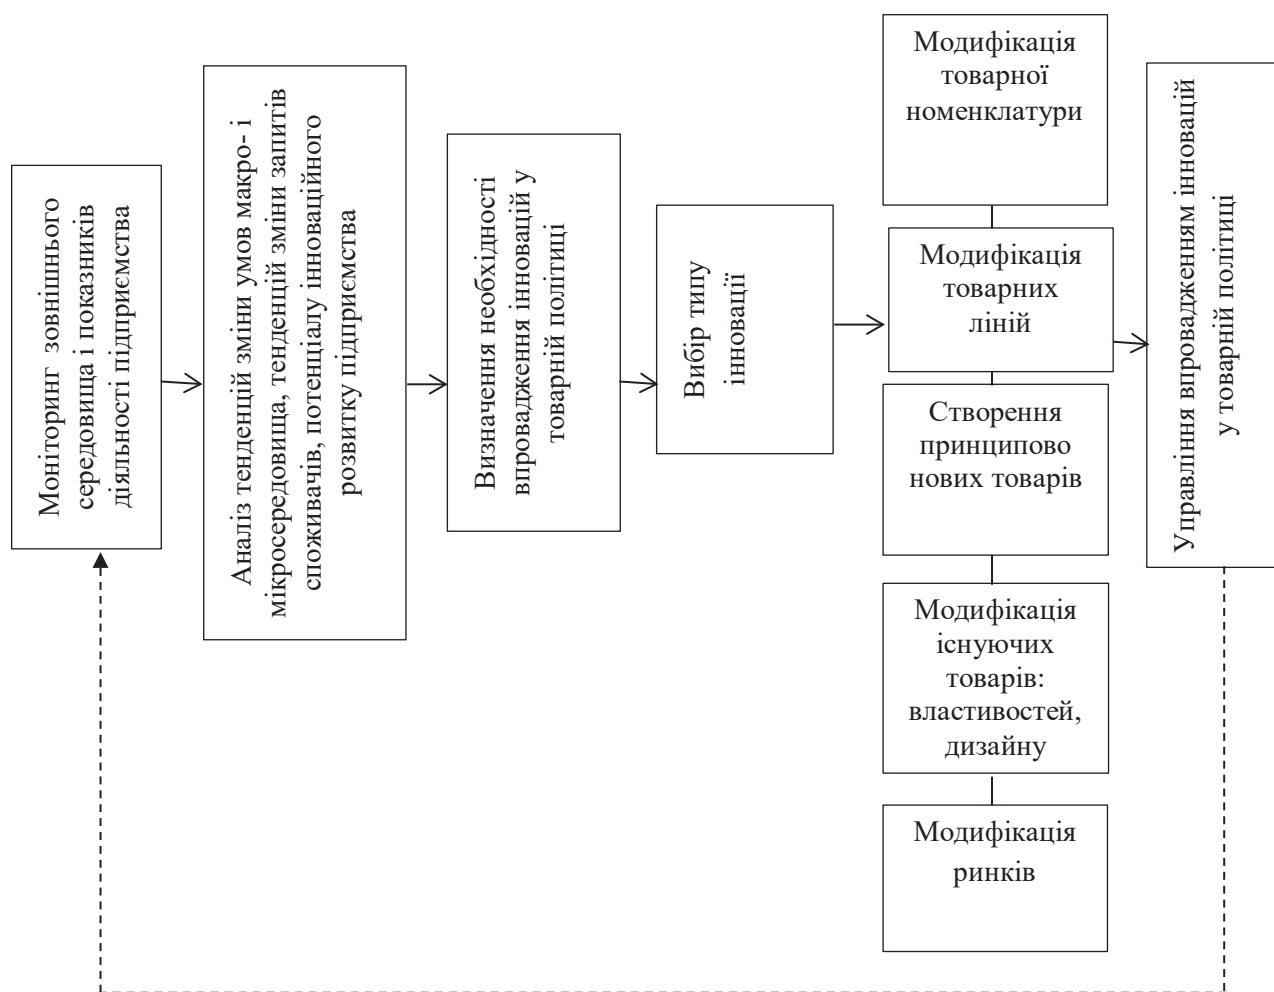 Моніторинг зовнішнього
середовища і показників
діяльності підприємства
Аналіз тенденцій зміни умов макро- і
мікросередовища, тенденцій зміни запитів
споживачів, потенціалу інноваційного
розвитку підприємства
Визначення необхідності
впровадження інновацій у
товарній політиці
Вибір типу
інновації
Модифікація
товарної
номенклатури
Модифікація
товарних
ліній
Створення
принципово
нових товарів
Модифікація
існуючих
товарів:
властивостей,
дизайну
Модифікація
ринків
Управління впровадженням інновацій
у товарній політиці